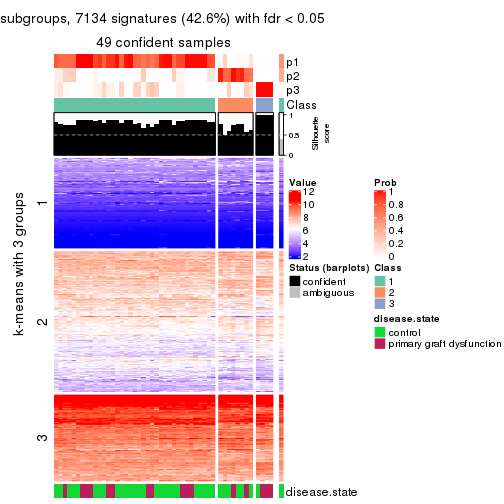 subgroups, 7134 signatures (42.6%) with fdr < 0.05
49 confident samples
p1
p2
p3
Class
1
0.5
0
Silhouette
score
k-means with 3 groups
1
2
3
Value
12
10
8
6
4
2
Prob
1
0.8
0.6
0.4
0.2
0
Status (barplots)
confident
ambiguous
Class
1
2
3
disease.state
control
primary graft dysfunction
disease.state